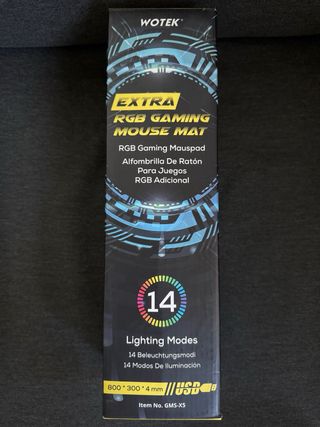 WOTEK®
EXTRA
RGB GAMING
MOUSE MAT
RGB Gaming Mauspad
Alfombrilla De Ratón
Para Juegos
RGB Adicional
14
Lighting Modes
14 Beleuchtungsmodi
14 Modos De Iluminación
800 * 300 * 4 mm
USB
Item No. GMS-X5